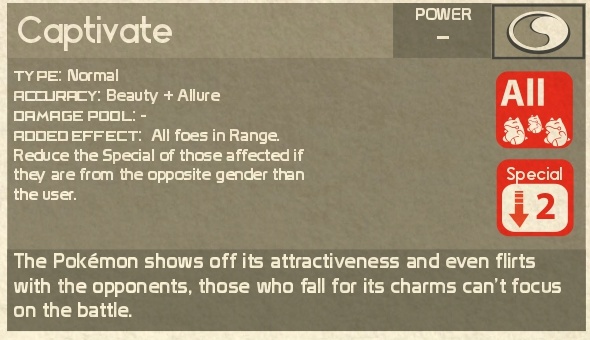 Captivate
POWER
–
TYPE: Normal
ACCURACY: Beauty + Allure
DAMAGE POOL: -
ADDED EFFECT: All foes in Range.
Reduce the Special of those affected if
they are from the opposite gender than
the user.
All
Special
2
The Pokémon shows off its attractiveness and even flirts
with the opponents, those who fall for its charms can't focus
on the battle.